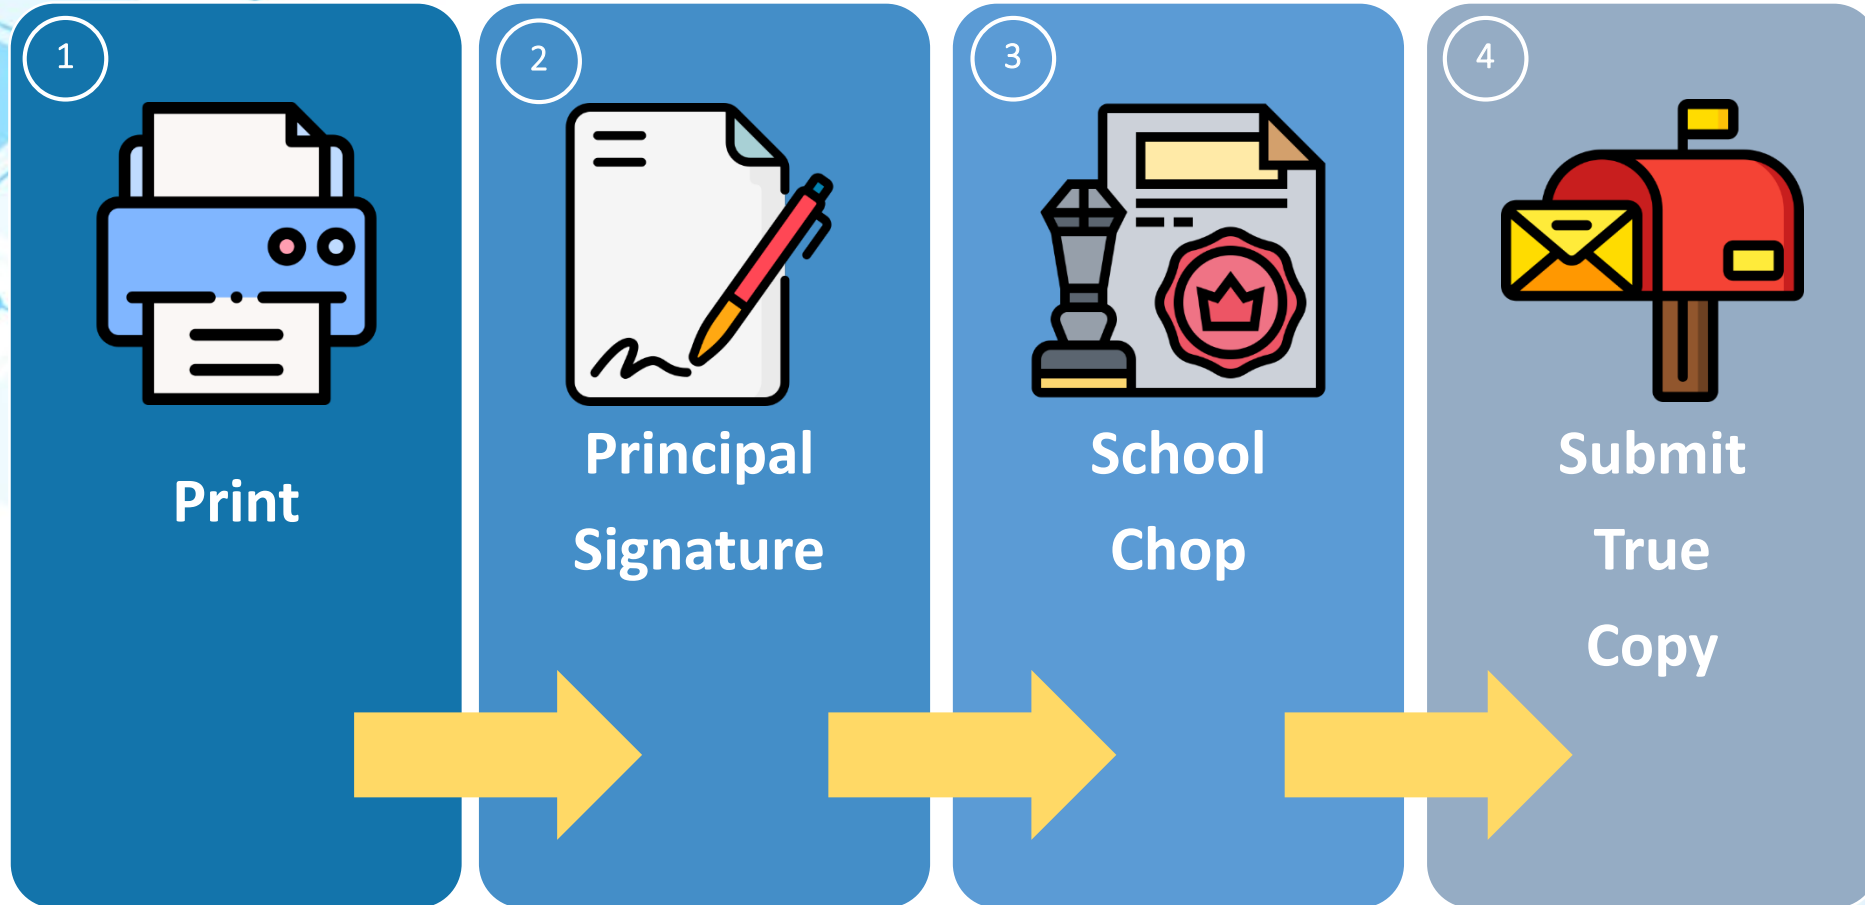 1
Print
2
Principal
Signature
3
School
Chop
4
Submit
True
Copy